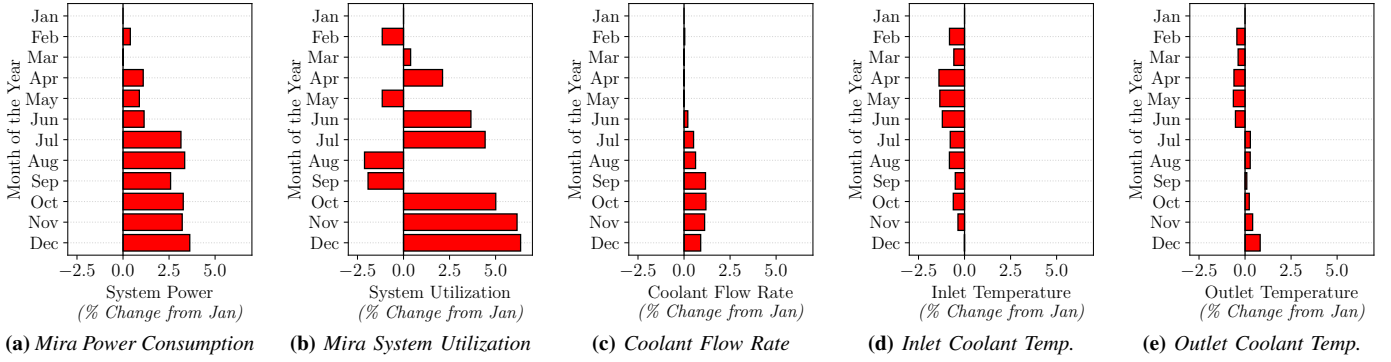 Month of the Year
Jan
Feb
Mar
Apr
May
Jun
Jul
Aug
Sep
Oct
Nov
Dec
−2.5 0.0 2.5 5.0
System Power
(% Change from Jan)
(a) Mira Power Consumption
Month of the Year
Jan
Feb
Mar
Apr
May
Jun
Jul
Aug
Sep
Oct
Nov
Dec
−2.5 0.0 2.5 5.0
System Utilization
(% Change from Jan)
(b) Mira System Utilization
Month of the Year
Jan
Feb
Mar
Apr
May
Jun
Jul
Aug
Sep
Oct
Nov
Dec
−2.5 0.0 2.5 5.0
Coolant Flow Rate
(% Change from Jan)
(c) Coolant Flow Rate
Month of the Year
Jan
Feb
Mar
Apr
May
Jun
Jul
Aug
Sep
Oct
Nov
Dec
−2.5 0.0 2.5 5.0
Inlet Temperature
(% Change from Jan)
(d) Inlet Coolant Temp.
Month of the Year
Jan
Feb
Mar
Apr
May
Jun
Jul
Aug
Sep
Oct
Nov
Dec
−2.5 0.0 2.5 5.0
Outlet Temperature
(% Change from Jan)
(e) Outlet Coolant Temp.